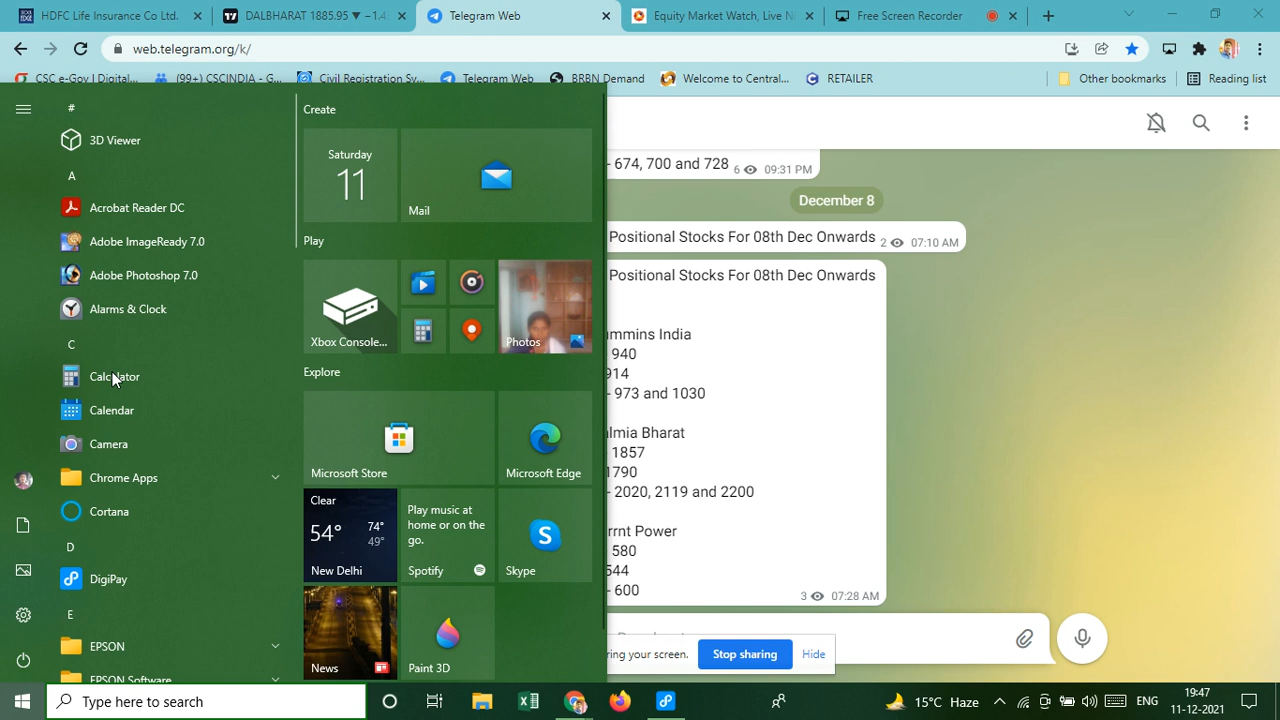 HDFC Life Insurance Co Ltd.
DALBHARAT 1885.95 ▼ −1.4
Telegram Web
Equity Market Watch, Live N
Free Screen Recorder
web.telegram.org/k/
CSC e-Gov | Digital...
(99+) CSCINDIA - G...
Civil Registration Sy...
Telegram Web
BRBN Demand
Welcome to Central...
RETAILER
Other bookmarks
Reading list
#
3D Viewer
A
Acrobat Reader DC
Adobe ImageReady 7.0
Adobe Photoshop 7.0
Alarms & Clock
C
Calculator
Calendar
Camera
Chrome Apps
Cortana
D
DigiPay
E
EPSON
EPSON Software
Create
Saturday
11
Mail
Play
Xbox Console...
Photos
Explore
Microsoft Store
Microsoft Edge
Clear
54° 74°
49°
New Delhi
Play music at
home or on the
go.
Spotify
Skype
News
Paint 3D
- 674, 700 and 728 6 09:31 PM
December 8
Positional Stocks For 08th Dec Onwards 2 07:10 AM
Positional Stocks For 08th Dec Onwards
mmins India
940
914
- 973 and 1030
lmia Bharat
1857
1790
- 2020, 2119 and 2200
rrnt Power
580
544
- 600
3 07:28 AM
ring your screen.
Stop sharing
Hide
Type here to search
15°C Haze
ENG
19:47
11-12-2021